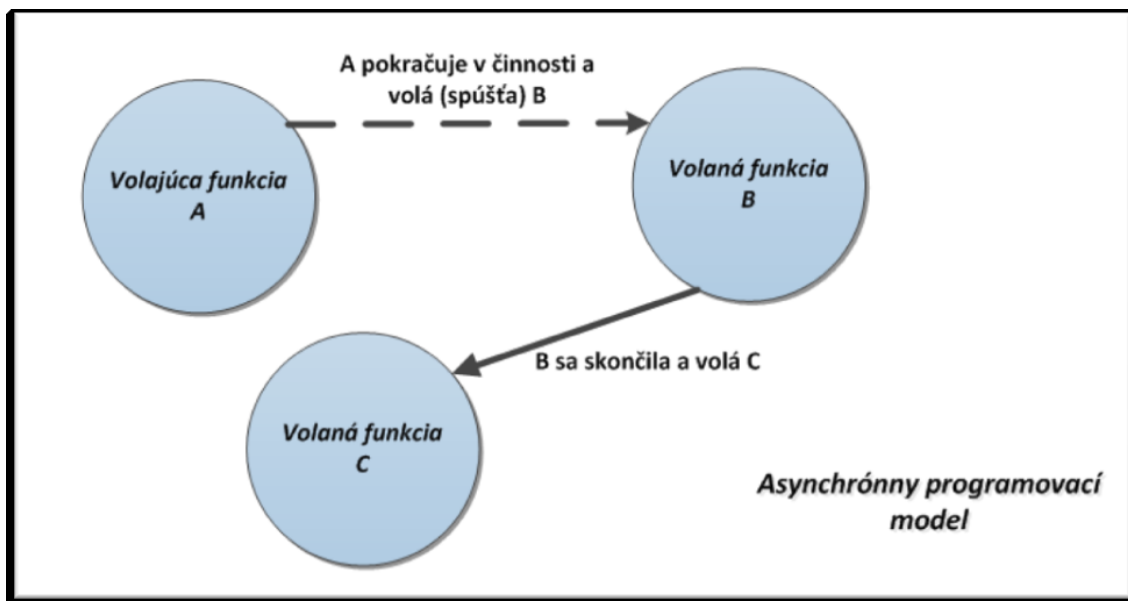 A pokračuje v činnosti a
volá (spúšťa) B
Volajúca funkcia
A
Volaná funkcia
B
B sa skončila a volá C
Volaná funkcia
C
Asynchrónny programovací
model